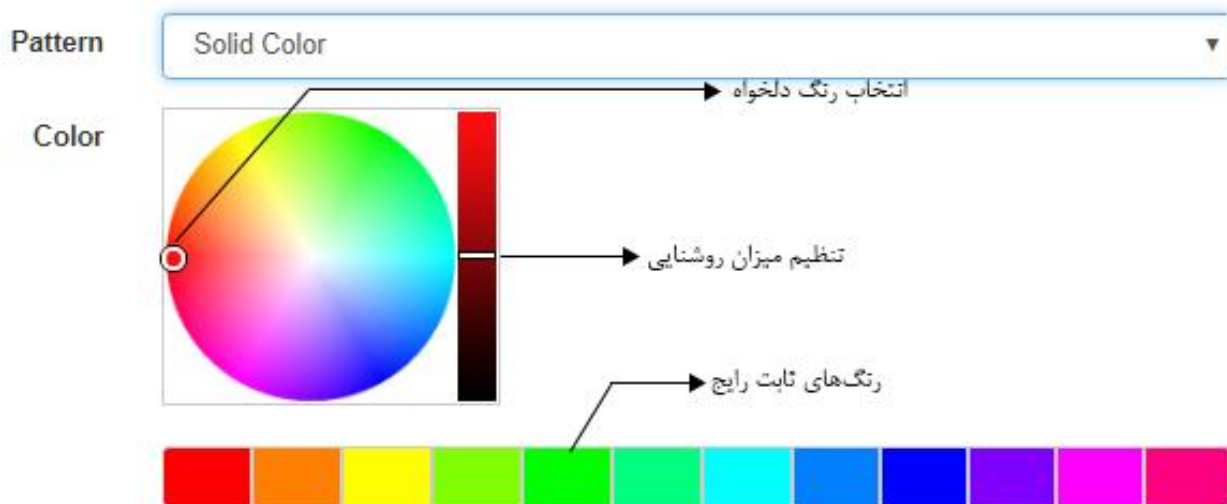 Pattern
Solid Color
انتخاب رنگ دلخواه
Color
تنظیم میزان روشنایی
رنگ‌های ثابت رایج